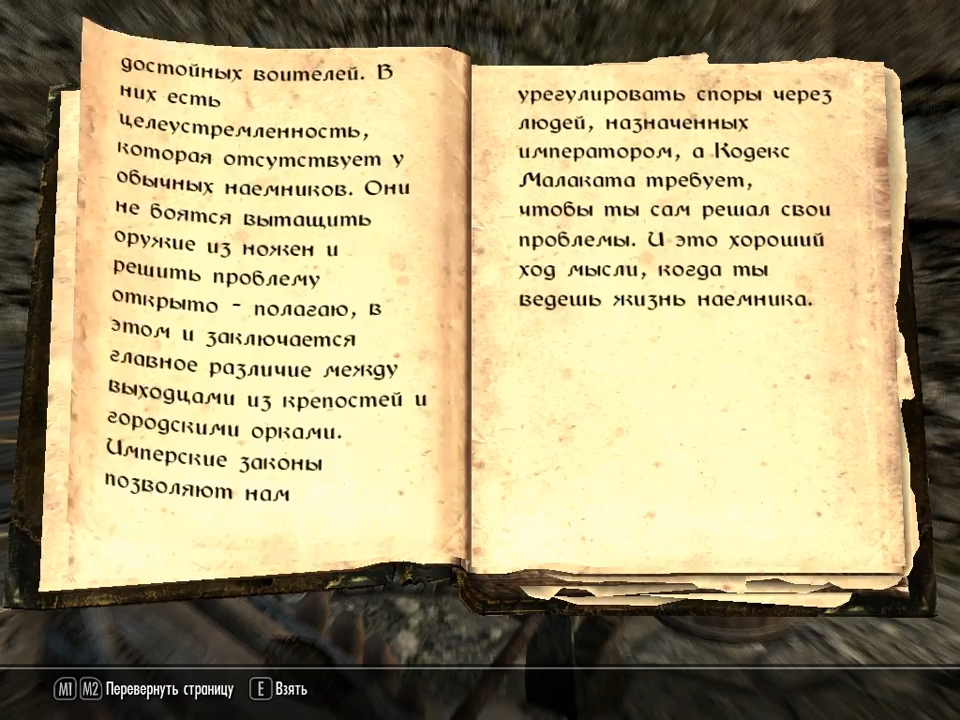 достойных воителей. В
них есть
целеустремленность,
которая отсутствует у
обычных наемников. Они
не боятся вытащить
оружие из ножен и
решить проблему
открыто - полагаю, в
этом и заключается
главное различие между
выходцами из крепостей и
городскими орками.
Имперские законы
позволяют нам
урегулировать споры через
людей, назначенных
императором, а Кодекс
Малаката требует,
чтобы ты сам решал свои
проблемы. И это хороший
ход мысли, когда ты
ведешь жизнь наемника.
M1 M2 Перевернуть страницу E Взять